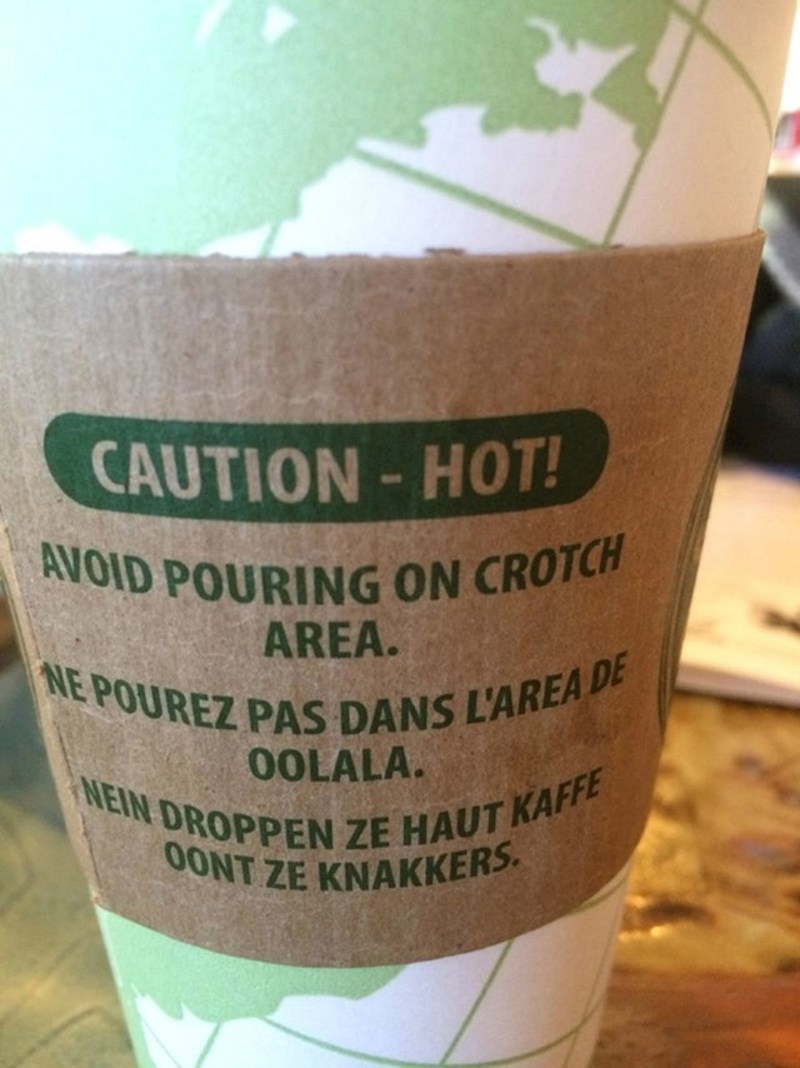 CAUTION - HOT!
AVOID POURING ON CROTCH
AREA.
NE POUREZ PAS DANS L'AREA DE
OOLALA.
NEIN DROPPEN ZE HAUT KAFFE
OONT ZE KNAKKERS.